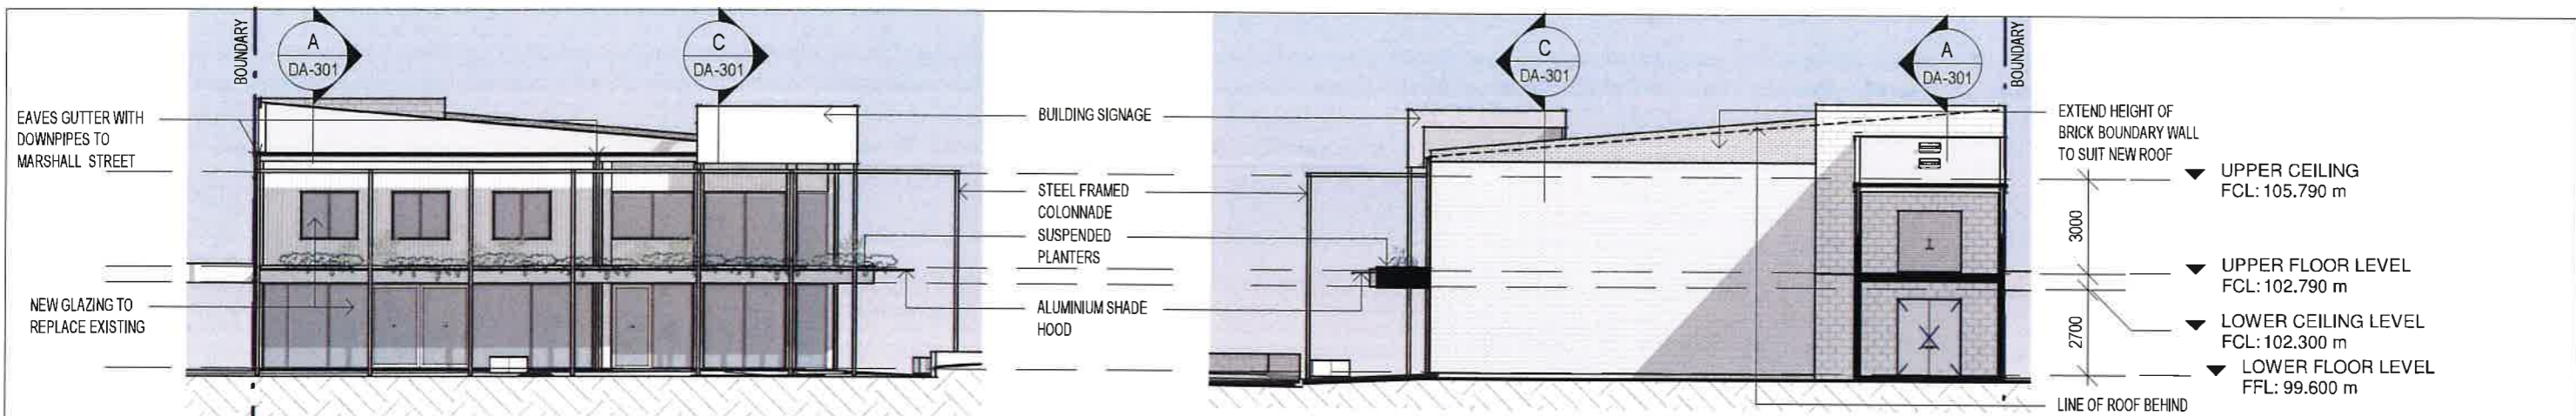 BOUNDARY
A
DA-301
C
DA-301
EAVES GUTTER WITH
DOWNPIPES TO
MARSHALL STREET
NEW GLAZING TO
REPLACE EXISTING
BUILDING SIGNAGE
STEEL FRAMED
COLONNADE
SUSPENDED
PLANTERS
ALUMINIUM SHADE
HOOD
C
DA-301
A
DA-301
BOUNDARY
EXTEND HEIGHT OF
BRICK BOUNDARY WALL
TO SUIT NEW ROOF
UPPER CEILING
FCL: 105.790 m
3000
UPPER FLOOR LEVEL
FCL: 102.790 m
LOWER CEILING LEVEL
FCL: 102.300 m
2700
LOWER FLOOR LEVEL
FFL: 99.600 m
LINE OF ROOF BEHIND